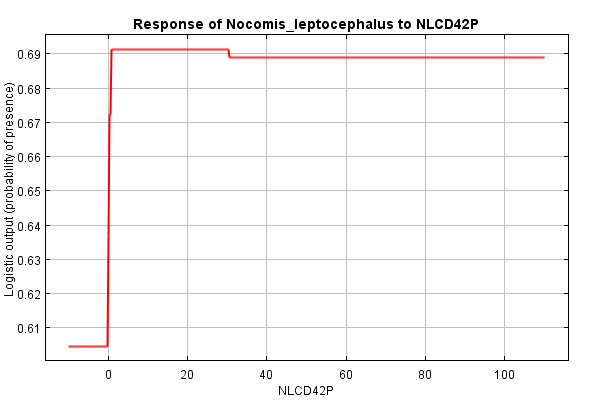 Response of Nocomis_leptocephalus to NLCD42P
Logistic output (probability of presence)
0.69
0.68
0.67
0.66
0.65
0.64
0.63
0.62
0.61
0 20 40 60 80 100
NLCD42P